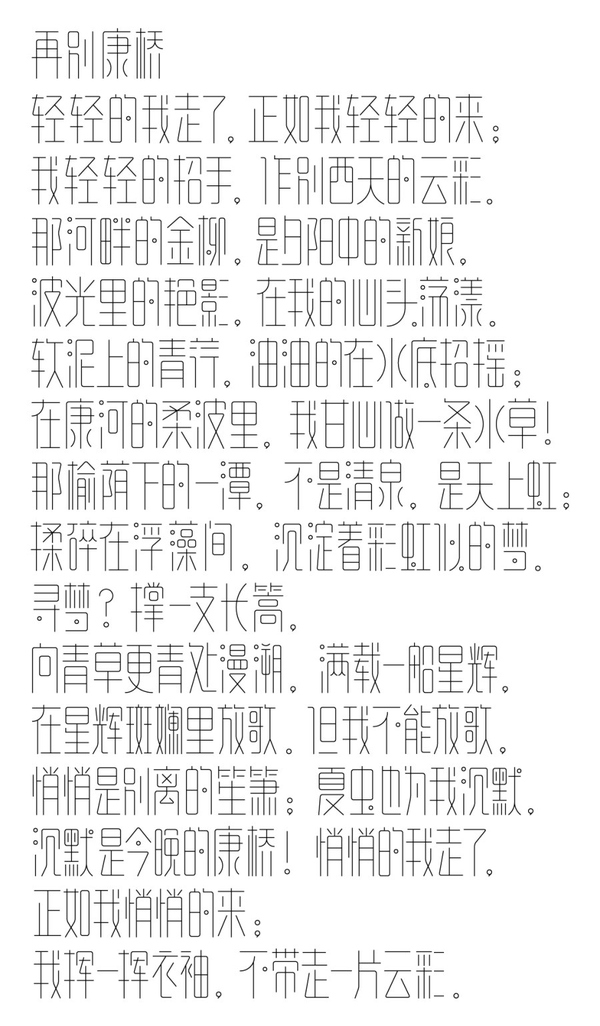 再别康桥
轻轻的我走了，正如我轻轻的来；
我轻轻的招手，作别西天的云彩。
那河畔的金柳，是夕阳中的新娘，
波光里的艳影，在我的心头荡漾。
软泥上的青荇，油油的在水底招摇；
在康河的柔波里，我甘心做一条水草！
那榆荫下的一潭，不是清泉，是天上虹；
揉碎在浮藻间，沉淀着彩虹似的梦。
寻梦？撑一支长篙，
向青草更青处漫溯，满载一船星辉，
在星辉斑斓里放歌。但我不能放歌，
悄悄是别离的笙箫；夏虫也为我沉默，
沉默是今晚的康桥！悄悄的我走了，
正如我悄悄的来；
我挥一挥衣袖，不带走一片云彩。